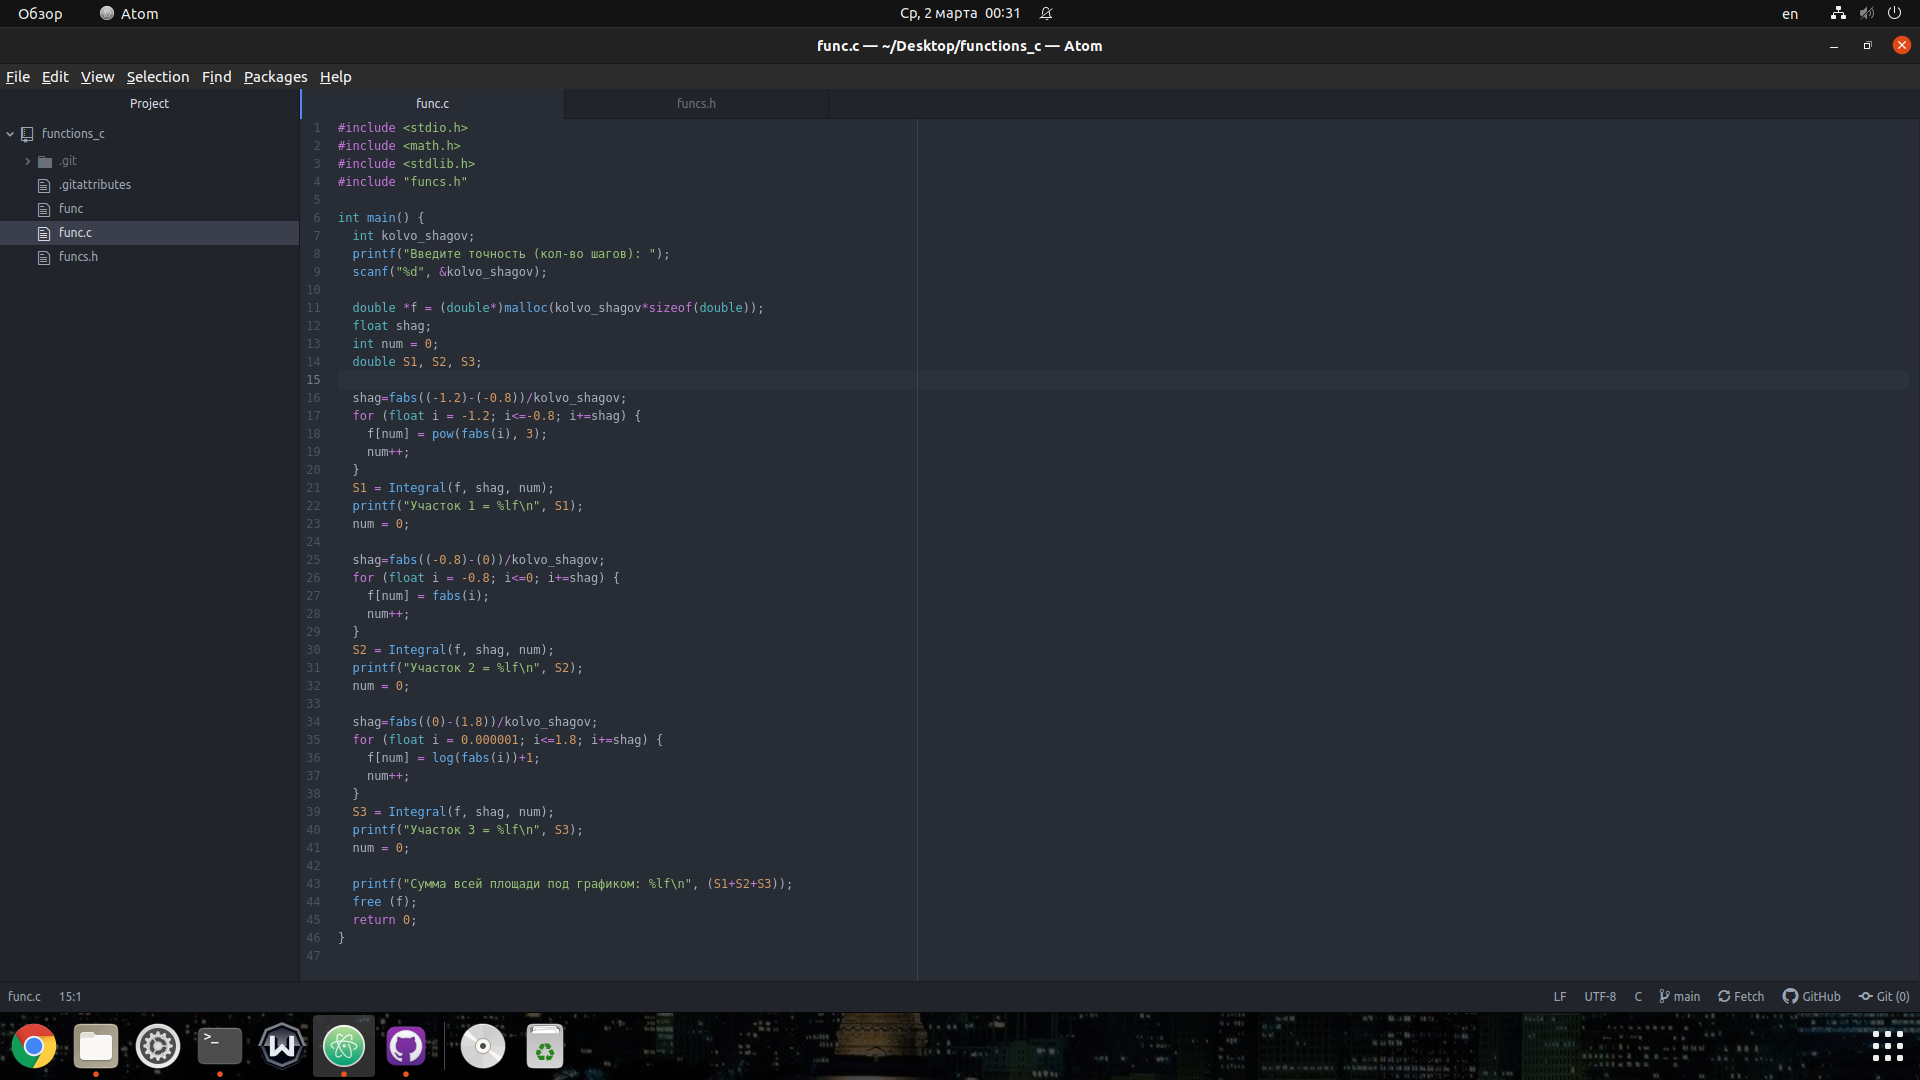 Обзор
Atom
Ср, 2 марта 00:31
en
func.c — ~/Desktop/functions_c — Atom
File Edit View Selection Find Packages Help
Project
func.c
funcs.h
functions_c
.git
.gitattributes
func
func.c
funcs.h
1 #include <stdio.h>
2 #include <math.h>
3 #include <stdlib.h>
4 #include "funcs.h"
5
6 int main() {
7 int kolvo_shagov;
8 printf("Введите точность (кол-во шагов): ");
9 scanf("%d", &kolvo_shagov);
10
11 double *f = (double*)malloc(kolvo_shagov*sizeof(double));
12 float shag;
13 int num = 0;
14 double S1, S2, S3;
15
16 shag=fabs((-1.2)-(-0.8))/kolvo_shagov;
17 for (float i = -1.2; i<=-0.8; i+=shag) {
18 f[num] = pow(fabs(i), 3);
19 num++;
20 }
21 S1 = Integral(f, shag, num);
22 printf("Участок 1 = %lf\n", S1);
23 num = 0;
24
25 shag=fabs((-0.8)-(0))/kolvo_shagov;
26 for (float i = -0.8; i<=0; i+=shag) {
27 f[num] = fabs(i);
28 num++;
29 }
30 S2 = Integral(f, shag, num);
31 printf("Участок 2 = %lf\n", S2);
32 num = 0;
33
34 shag=fabs((0)-(1.8))/kolvo_shagov;
35 for (float i = 0.000001; i<=1.8; i+=shag) {
36 f[num] = log(fabs(i))+1;
37 num++;
38 }
39 S3 = Integral(f, shag, num);
40 printf("Участок 3 = %lf\n", S3);
41 num = 0;
42
43 printf("Сумма всей площади под графиком: %lf\n", (S1+S2+S3));
44 free (f);
45 return 0;
46 }
47
func.c 15:1
LF UTF-8 C main Fetch GitHub Git (0)
>_
W